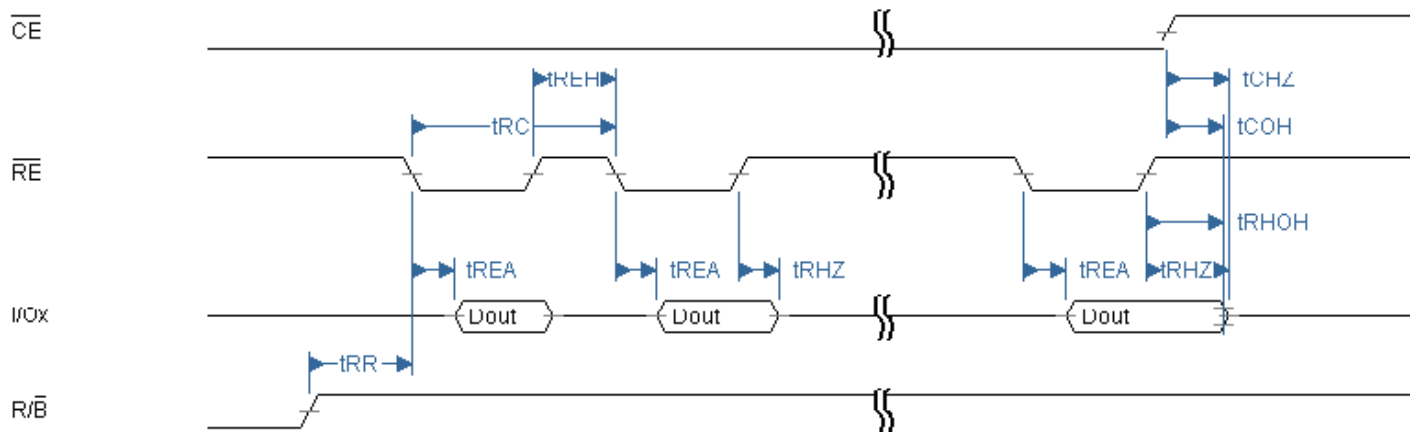 CE
tREH
tCHZ
tRC
tCOH
RE
tRHOH
tREA
tREA
tRHZ
tREA
tRHZ
I/Ox
Dout
Dout
Dout
tRR
R/B